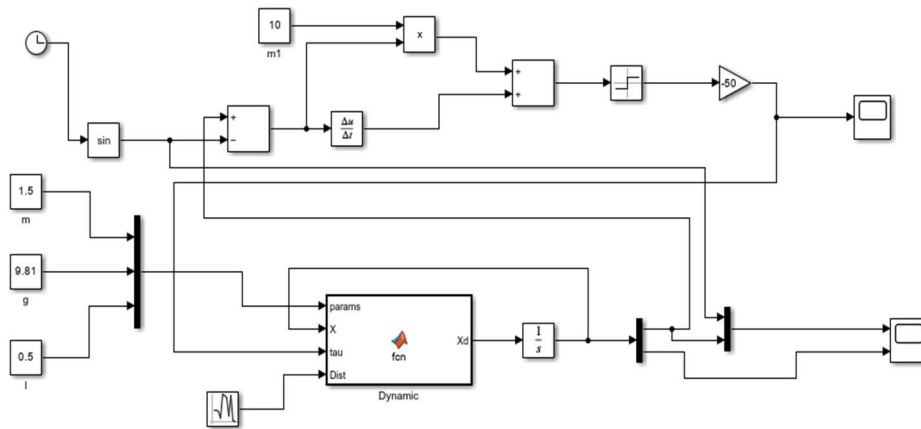 10
m1
x
+
+
-50
+
−
Δu
Δt
sin
1.5
m
9.81
g
0.5
l
params
X
tau
Dist
fcn
Xd
Dynamic
1
s